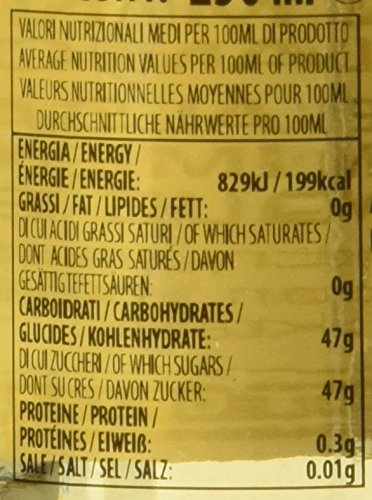 VALORI NUTRIZIONALI MEDI PER 100ML DI PRODOTTO
AVERAGE NUTRITION VALUES PER 100ML OF PRODUCT
VALEURS NUTRITIONNELLES MOYENNES POUR 100ML
DURCHSCHNITTLICHE NÄHRWERTE PRO 100ML
ENERGIA / ENERGY /
ÉNERGIE / ENERGIE: 829kJ / 199kcal
GRASSI / FAT / LIPIDES / FETT: 0g
DI CUI ACIDI GRASSI SATURI / OF WHICH SATURATES /
DONT ACIDES GRAS SATURÉS / DAVON
GESÄTTIGTE FETTSÄUREN: 0g
CARBOIDRATI / CARBOHYDRATES /
GLUCIDES / KOHLENHYDRATE: 47g
DI CUI ZUCCHERI / OF WHICH SUGARS /
DONT SUCRES / DAVON ZUCKER: 47g
PROTEINE / PROTEIN /
PROTÉINES / EIWEIß: 0.3g
SALE / SALT / SEL / SALZ: 0.01g